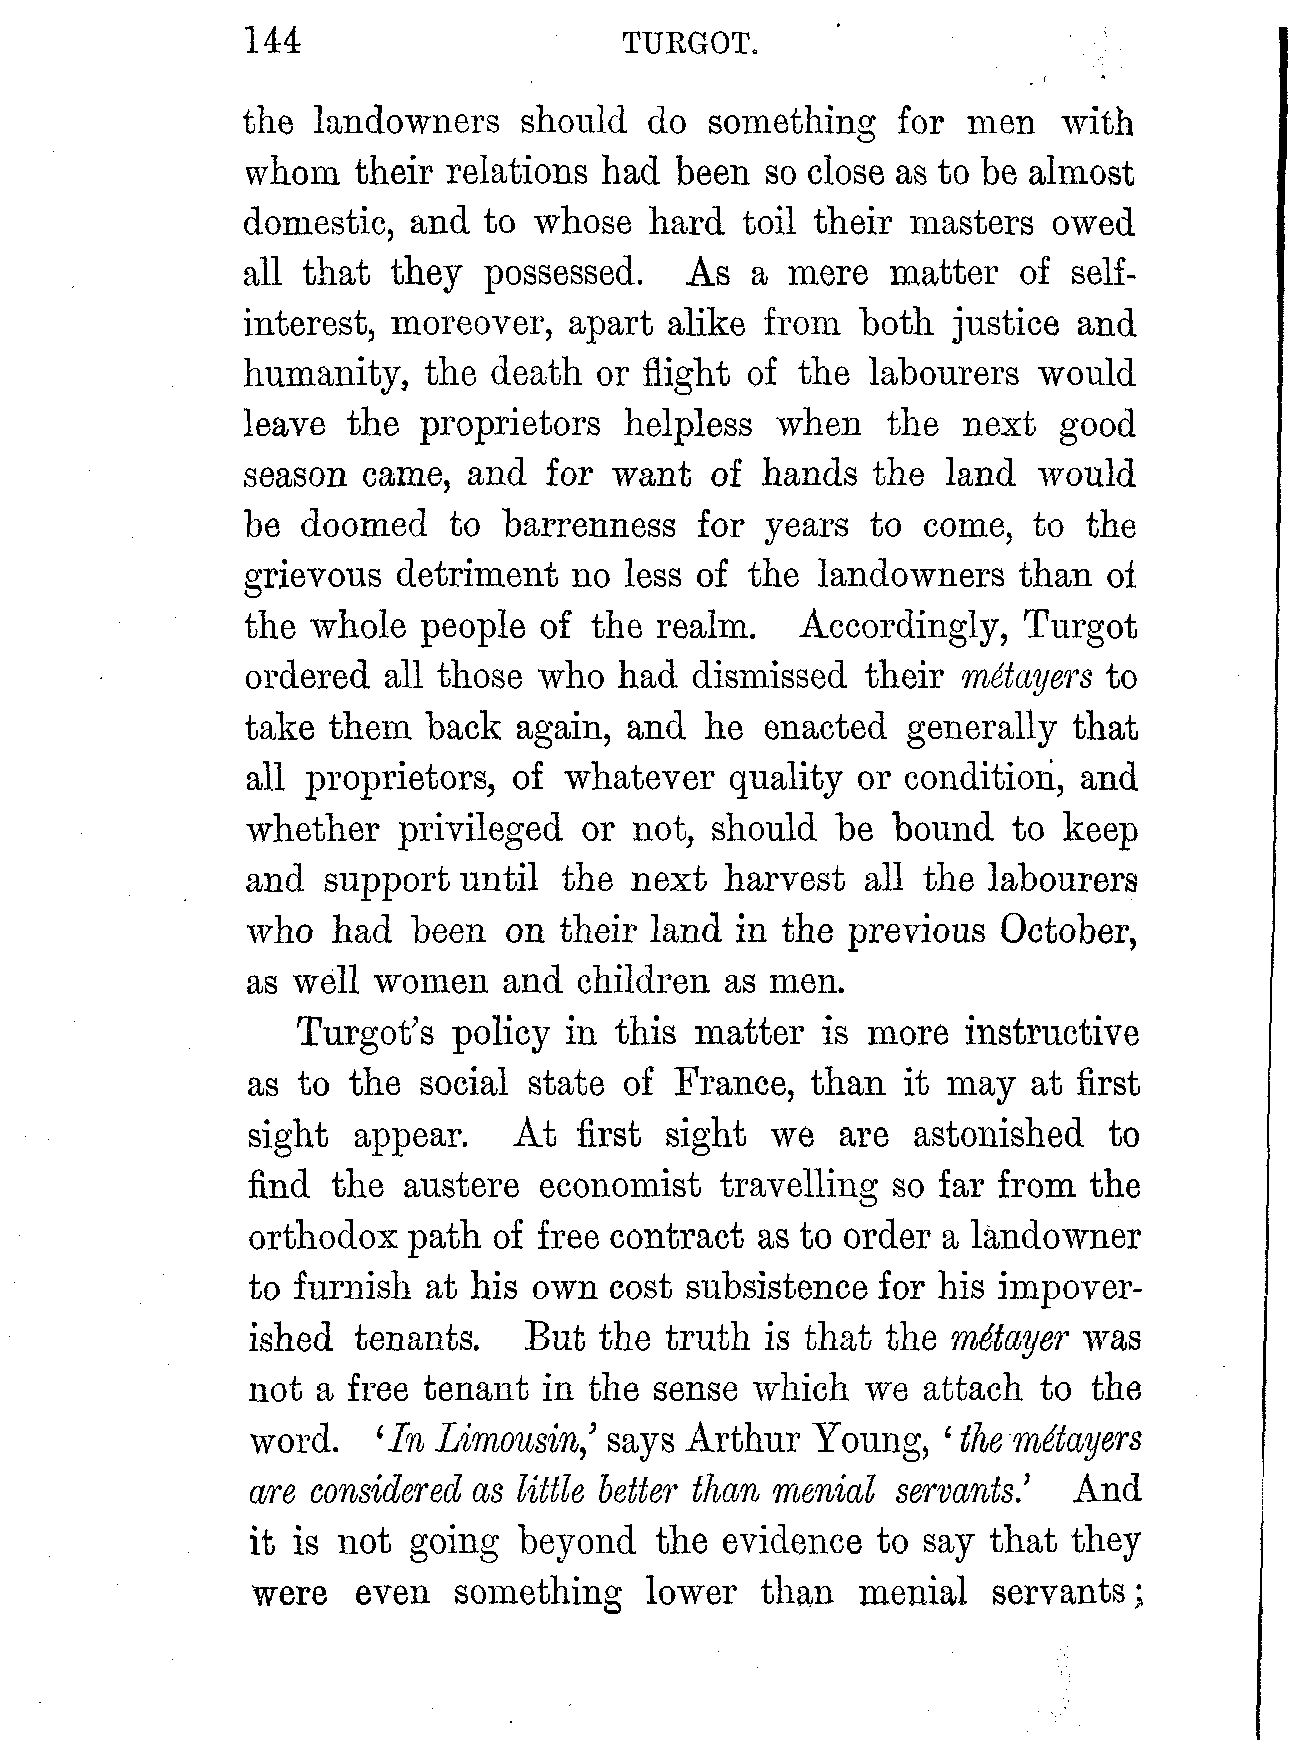 144 TURGOT.
the landowners should do something for men with
whom their relations had been so close as to be almost
domestic, and to whose hard toil their masters owed
all that they possessed. As a mere matter of self-
interest, moreover, apart alike from both justice and
humanity, the death or flight of the labourers would
leave the proprietors helpless when the next good
season came, and for want of hands the land would
be doomed to barrenness for years to come, to the
grievous detriment no less of the landowners than of
the whole people of the realm. Accordingly, Turgot
ordered all those who had dismissed their métayers to
take them back again, and he enacted generally that
all proprietors, of whatever quality or condition, and
whether privileged or not, should be bound to keep
and support until the next harvest all the labourers
who had been on their land in the previous October,
as well women and children as men.
Turgot's policy in this matter is more instructive
as to the social state of France, than it may at first
sight appear. At first sight we are astonished to
find the austere economist travelling so far from the
orthodox path of free contract as to order a landowner
to furnish at his own cost subsistence for his impover-
ished tenants. But the truth is that the métayer was
not a free tenant in the sense which we attach to the
word. 'In Limousin,' says Arthur Young, 'the métayers
are considered as little better than menial servants.' And
it is not going beyond the evidence to say that they
were even something lower than menial servants;